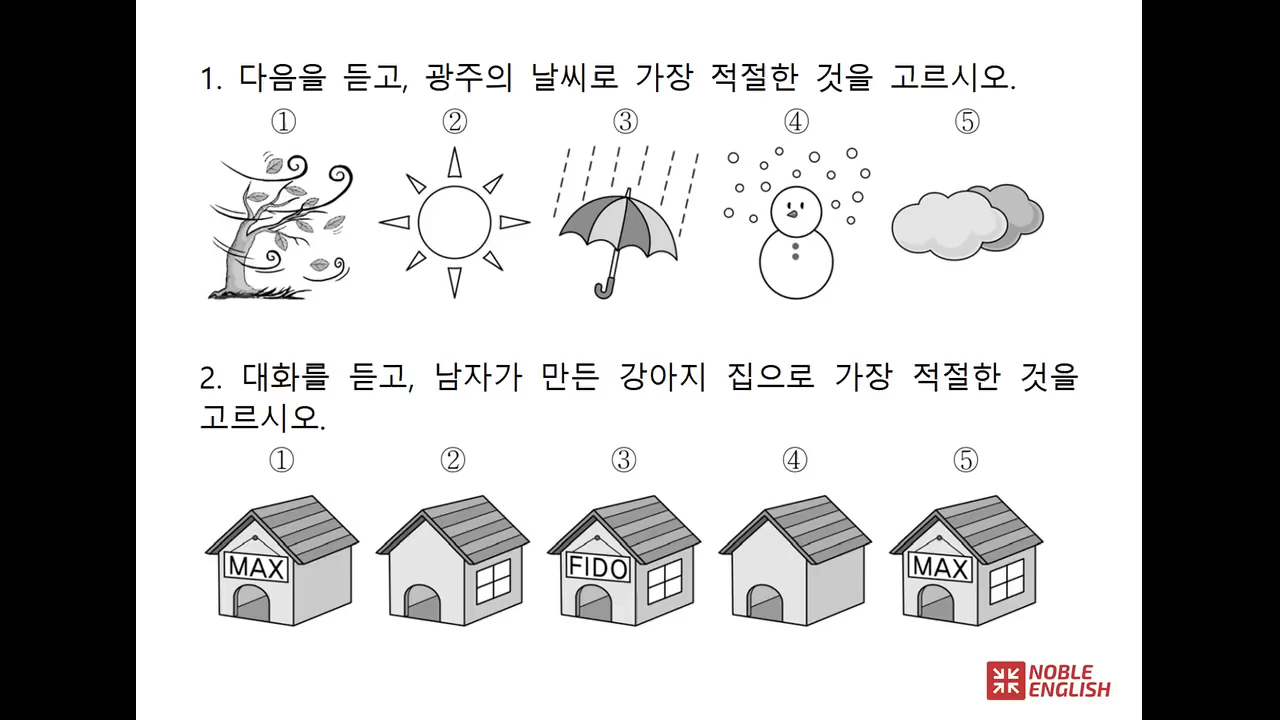 1. 다음을 듣고, 광주의 날씨로 가장 적절한 것을 고르시오.
① ② ③ ④ ⑤
2. 대화를 듣고, 남자가 만든 강아지 집으로 가장 적절한 것을
고르시오.
① ② ③ ④ ⑤
MAX FIDO MAX
NOBLE
ENGLISH